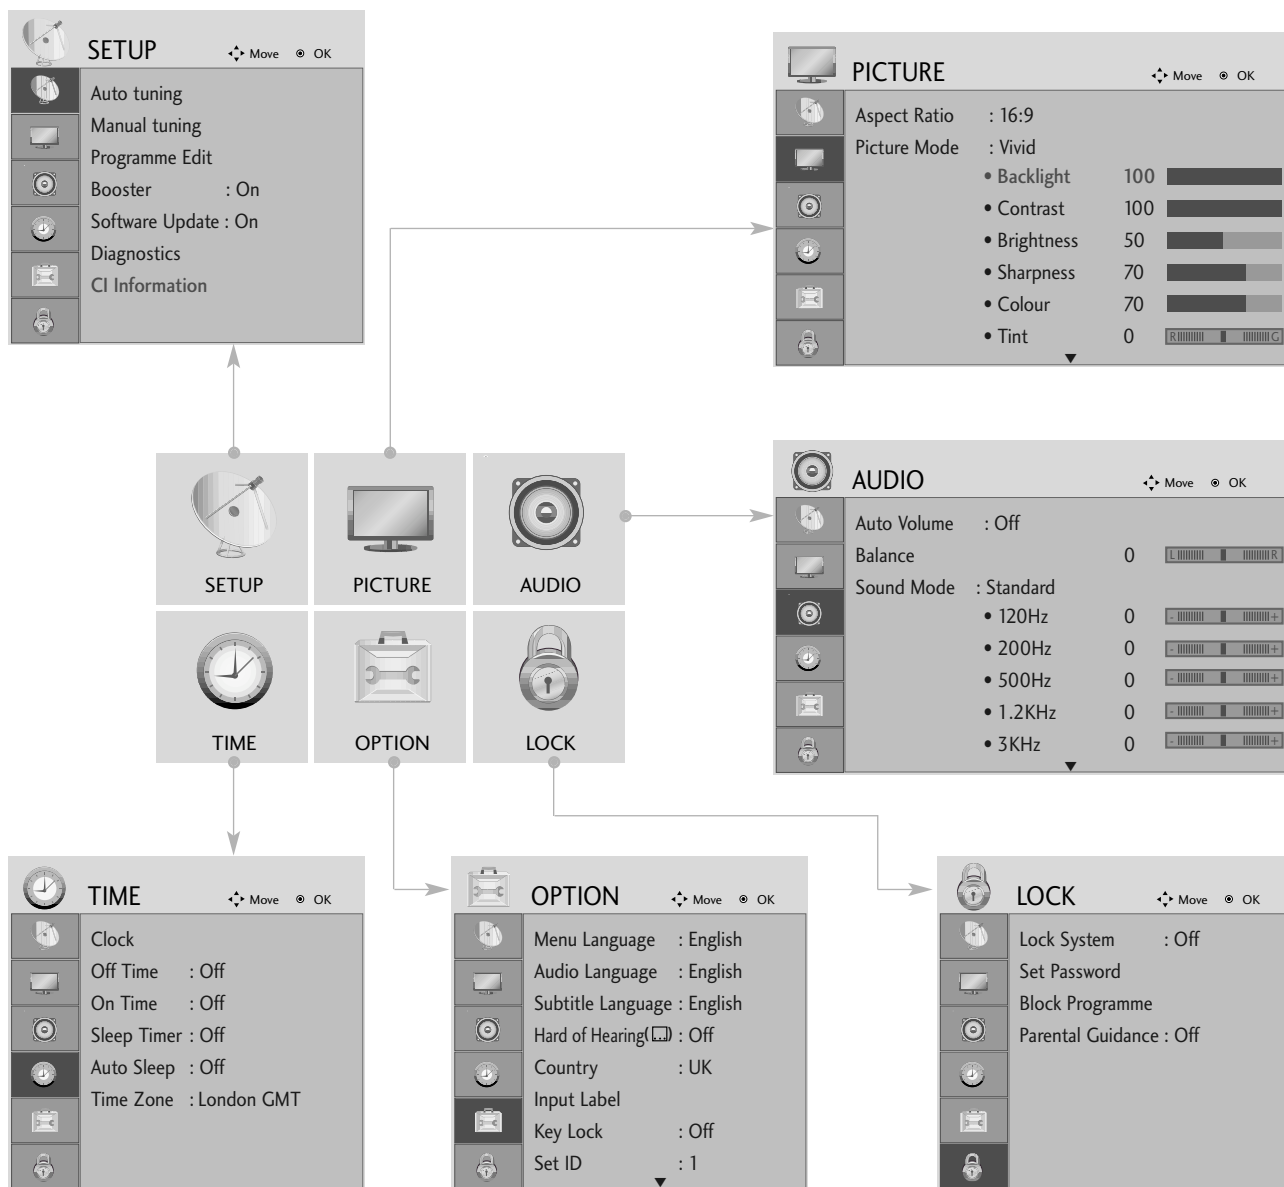 SETUP Move OK
Auto tuning
Manual tuning
Programme Edit
Booster : On
Software Update : On
Diagnostics
CI Information
PICTURE Move OK
Aspect Ratio : 16:9
Picture Mode : Vivid
• Backlight 100
• Contrast 100
• Brightness 50
• Sharpness 70
• Colour 70
• Tint 0 R G
SETUP PICTURE AUDIO
TIME OPTION LOCK
AUDIO Move OK
Auto Volume : Off
Balance 0 L R
Sound Mode : Standard
• 120Hz 0 - +
• 200Hz 0 - +
• 500Hz 0 - +
• 1.2KHz 0 - +
• 3KHz 0 - +
TIME Move OK
Clock
Off Time : Off
On Time : Off
Sleep Timer : Off
Auto Sleep : Off
Time Zone : London GMT
OPTION Move OK
Menu Language : English
Audio Language : English
Subtitle Language : English
Hard of Hearing( ) : Off
Country : UK
Input Label
Key Lock : Off
Set ID : 1
LOCK Move OK
Lock System : Off
Set Password
Block Programme
Parental Guidance : Off